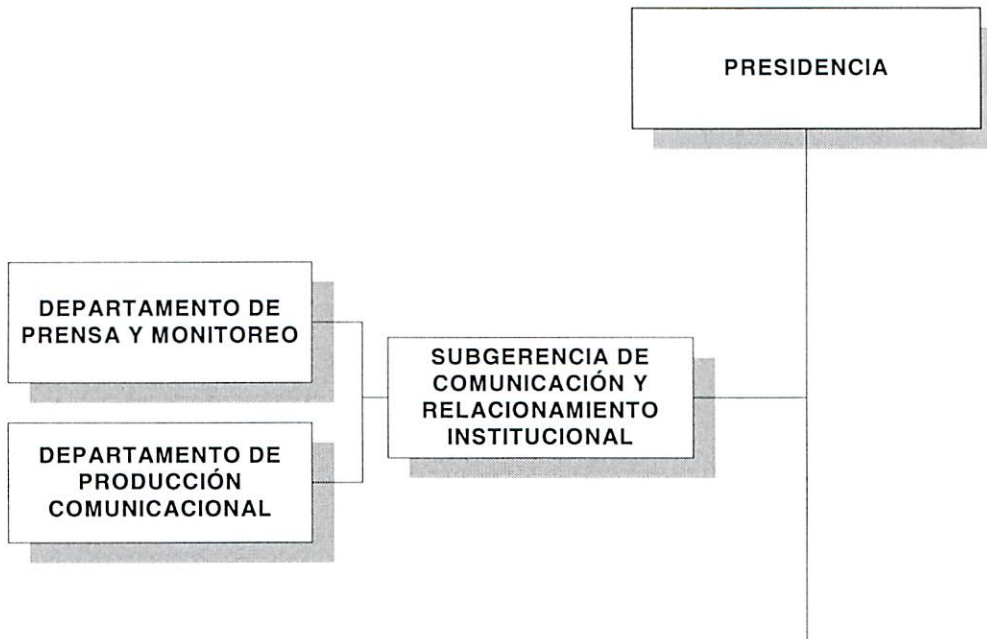 PRESIDENCIA
DEPARTAMENTO DE
PRENSA Y MONITOREO
SUBGERENCIA DE
COMUNICACIÓN Y
RELACIONAMIENTO
INSTITUCIONAL
DEPARTAMENTO DE
PRODUCCIÓN
COMUNICACIONAL